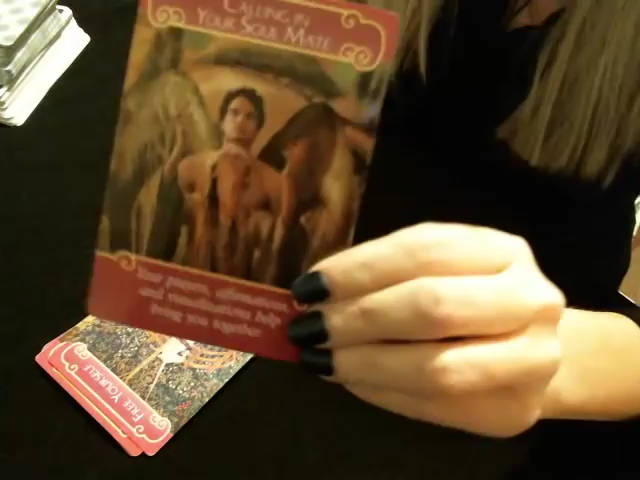 Calling in
Your Soul Mate
Your prayers, affirmations,
and visualizations help
bring you together
Free Yourself